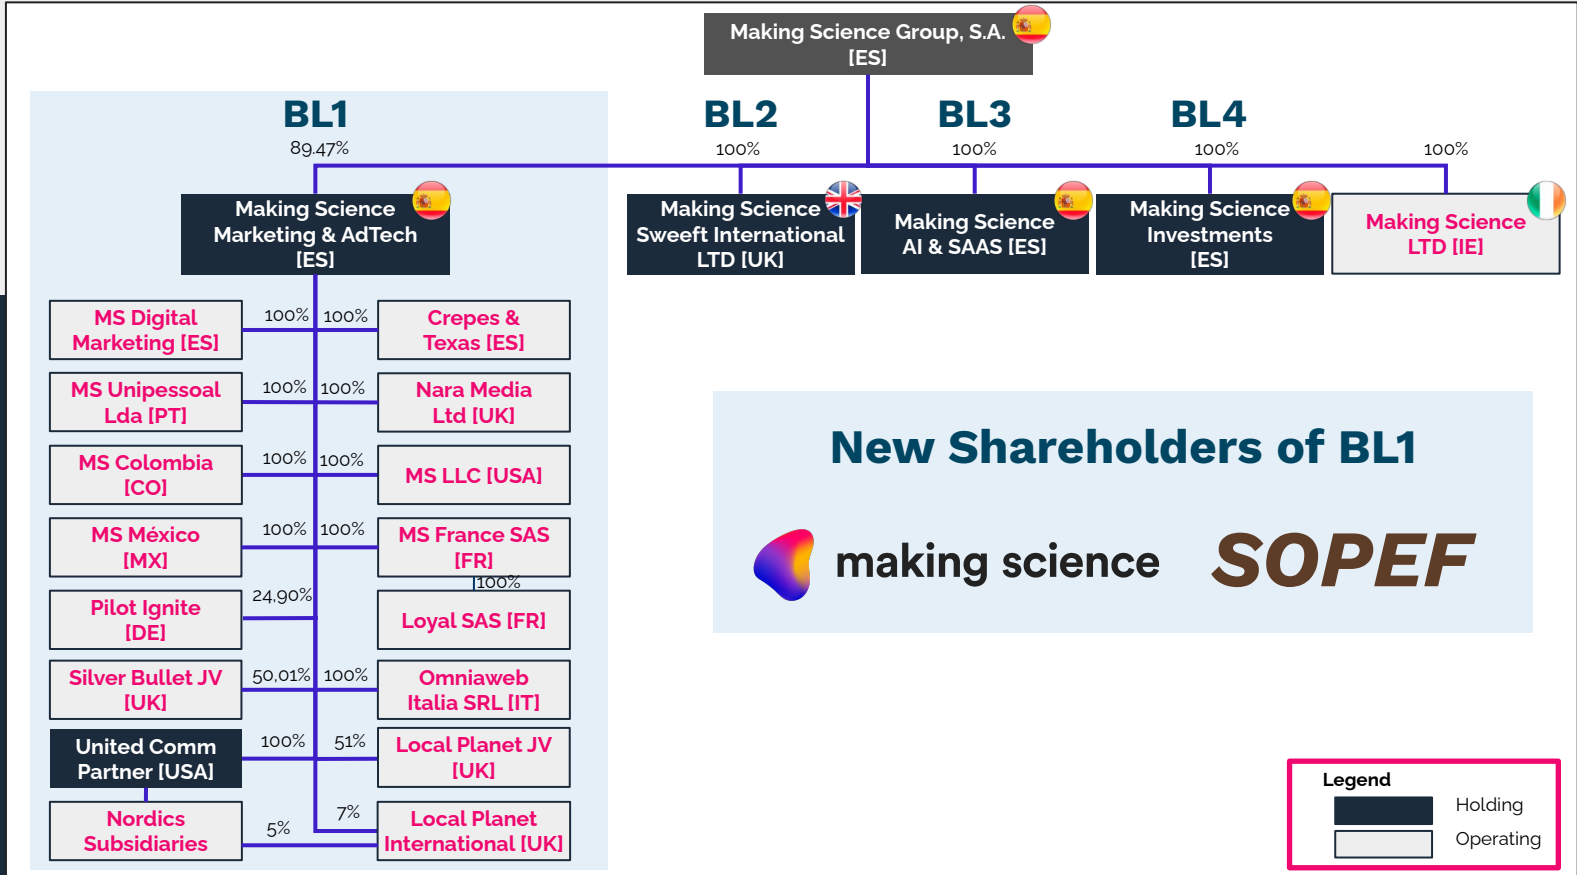 Making Science Group, S.A.
[ES]
BL1
BL2
BL3
BL4
89.47%
100%
100%
100%
100%
Making Science
Marketing & AdTech
[ES]
Making Science
Sweeft International
LTD [UK]
Making Science
AI & SAAS [ES]
Making Science
Investments
[ES]
Making Science
LTD [IE]
MS Digital
Marketing [ES]
100%
100%
Crepes &
Texas [ES]
MS Unipessoal
Lda [PT]
100%
100%
Nara Media
Ltd [UK]
MS Colombia
[CO]
100%
100%
MS LLC [USA]
MS México
[MX]
100%
100%
MS France SAS
[FR]
100%
Pilot Ignite
[DE]
24,90%
Loyal SAS [FR]
Silver Bullet JV
[UK]
50,01%
100%
Omniaweb
Italia SRL [IT]
United Comm
Partner [USA]
100%
51%
Local Planet JV
[UK]
Nordics
Subsidiaries
5%
7%
Local Planet
International [UK]
New Shareholders of BL1
making science
SOPEF
Legend
Holding
Operating